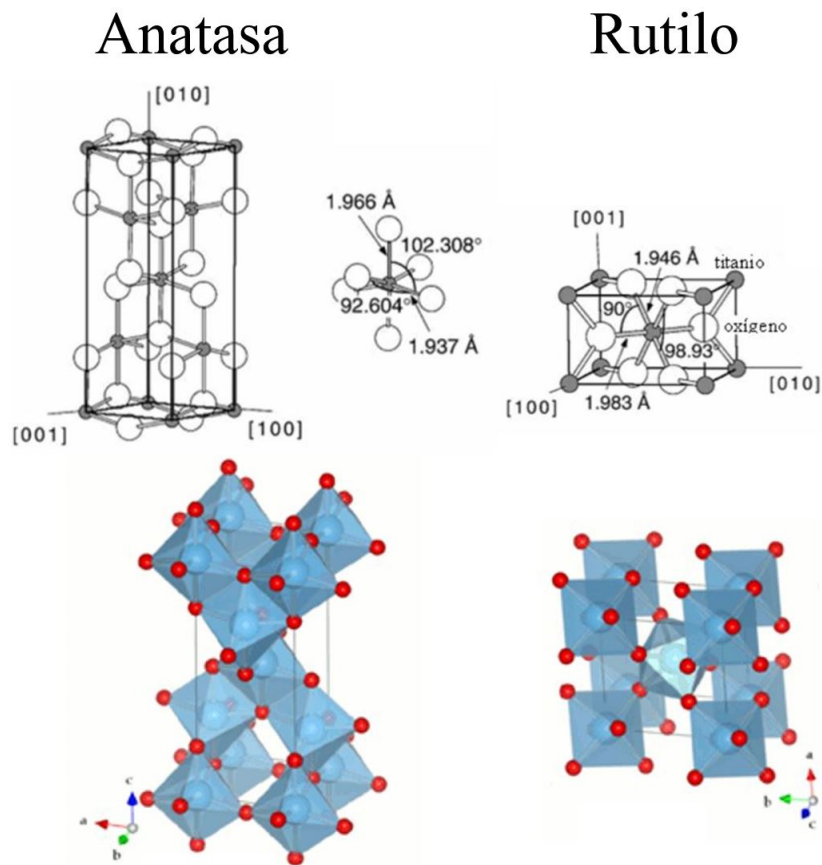 Anatasa
Rutilo
[010]
1.966 Å
102.308°
92.604°
1.937 Å
[001]
[100]
[001]
1.946 Å
titanio
90°
oxígeno
98.93°
[010]
[100]
1.983 Å
c
a
b
a
b
c